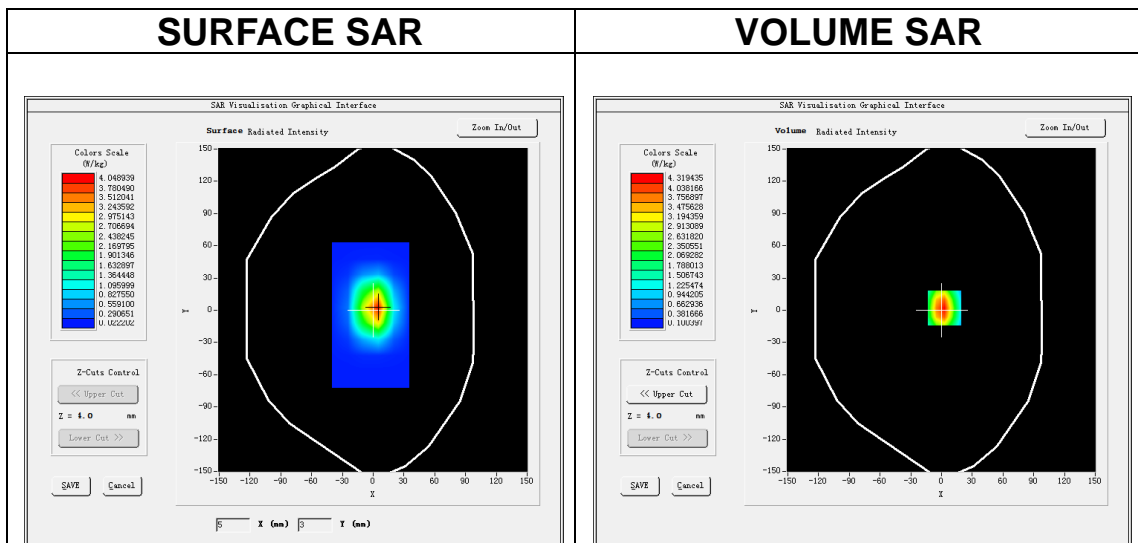 SURFACE SAR
VOLUME SAR
SAR Visualisation Graphical Interface
Surface Radiated Intensity
Zoom In/Out
Colors Scale
(W/kg)
4.048939
3.780490
3.512041
3.243592
2.975143
2.706694
2.438245
2.169795
1.901346
1.632897
1.364448
1.095999
0.827550
0.559100
0.290651
0.022202
Z-Cuts Control
<< Upper Cut
Z = 4.0 mm
Lower Cut >>
SAVE
Cancel
150
120
90
60
30
0
-30
-60
-90
-120
-150
Y
-150 -120 -90 -60 -30 0 30 60 90 120 150
X
5 X (mm) 3 Y (mm)
SAR Visualisation Graphical Interface
Volume Radiated Intensity
Zoom In/Out
Colors Scale
(W/kg)
4.319435
4.038166
3.756897
3.475628
3.194359
2.913089
2.631820
2.350551
2.069282
1.788013
1.506743
1.225474
0.944205
0.662936
0.381666
0.100397
Z-Cuts Control
<< Upper Cut
Z = 4.0 mm
Lower Cut >>
SAVE
Cancel
150
120
90
60
30
0
-30
-60
-90
-120
-150
Y
-150 -120 -90 -60 -30 0 30 60 90 120 150
X